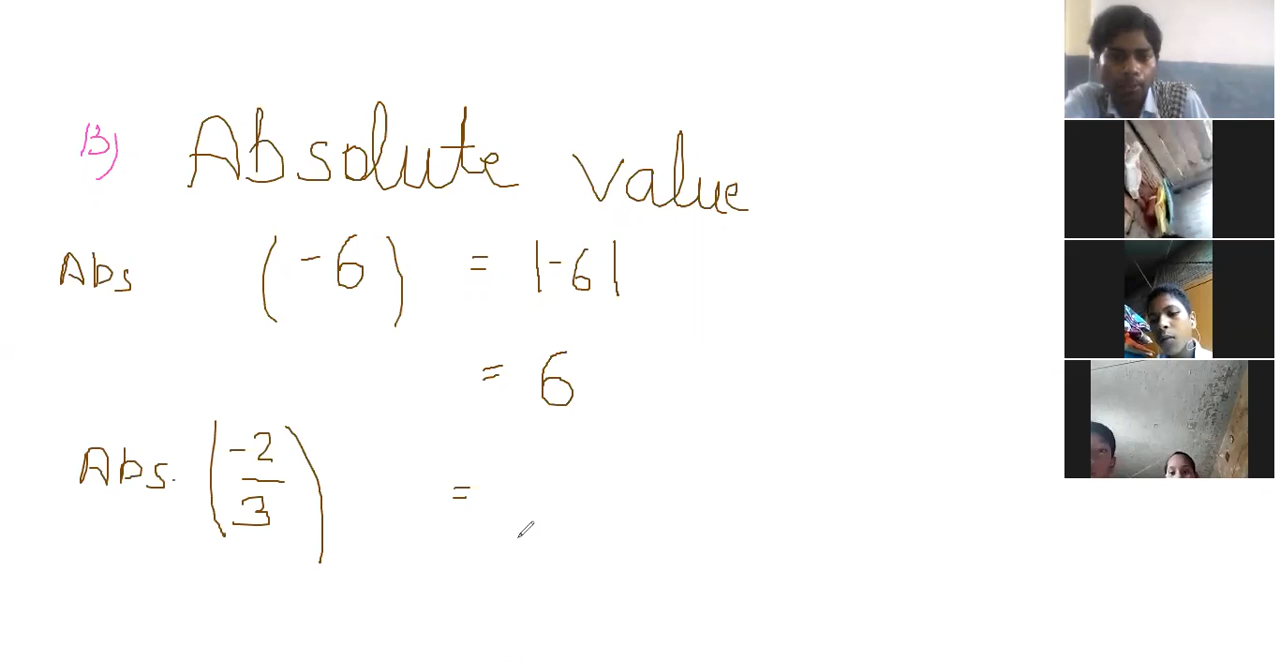 B) Absolute value
Abs (-6) = |-6|
= 6
Abs. (-2/3) =